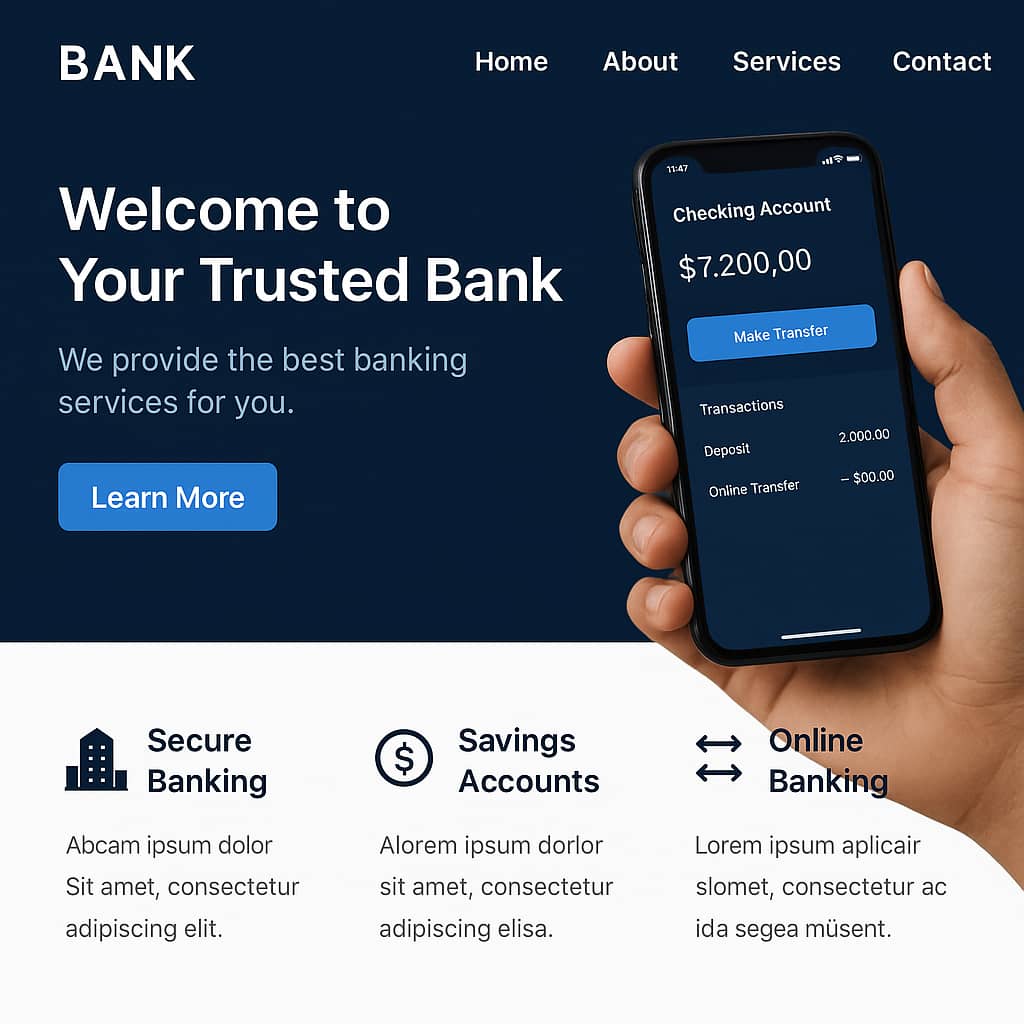 BANK
Home About Services Contact
Welcome to
Your Trusted Bank
We provide the best banking
services for you.
Learn More
11:47
Checking Account
$7.200,00
Make Transfer
Transactions
Deposit 2.000.00
Online Transfer – $00.00
Secure
Banking
Abcam ipsum dolor
Sit amet, consectetur
adipiscing elit.
Savings
Accounts
Alorem ipsum dorlor
sit amet, consectetur
adipiscing elisa.
Online
Banking
Lorem ipsum aplicair
slomet, consectetur ac
ida segea müsent.